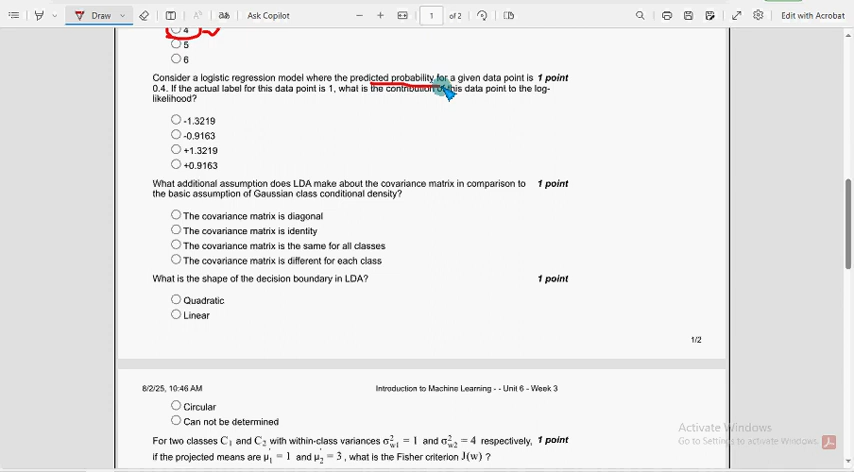 Draw
Ask Copilot
1
of 2
Edit with Acrobat
4
5
6
Consider a logistic regression model where the predicted probability for a given data point is 1 point
0.4. If the actual label for this data point is 1, what is the contribution of this data point to the log-
likelihood?
-1.3219
-0.9163
+1.3219
+0.9163
What additional assumption does LDA make about the covariance matrix in comparison to 1 point
the basic assumption of Gaussian class conditional density?
The covariance matrix is diagonal
The covariance matrix is identity
The covariance matrix is the same for all classes
The covariance matrix is different for each class
What is the shape of the decision boundary in LDA? 1 point
Quadratic
Linear
1/2
8/2/25, 10:46 AM Introduction to Machine Learning - - Unit 6 - Week 3
Circular
Can not be determined
For two classes C₁ and C₂ with within-class variances σ²w1 = 1 and σ²w2 = 4 respectively, 1 point
if the projected means are μ'₁ = 1 and μ'₂ = 3, what is the Fisher criterion J(w) ?
Activate Windows
Go to Settings to activate Windows.